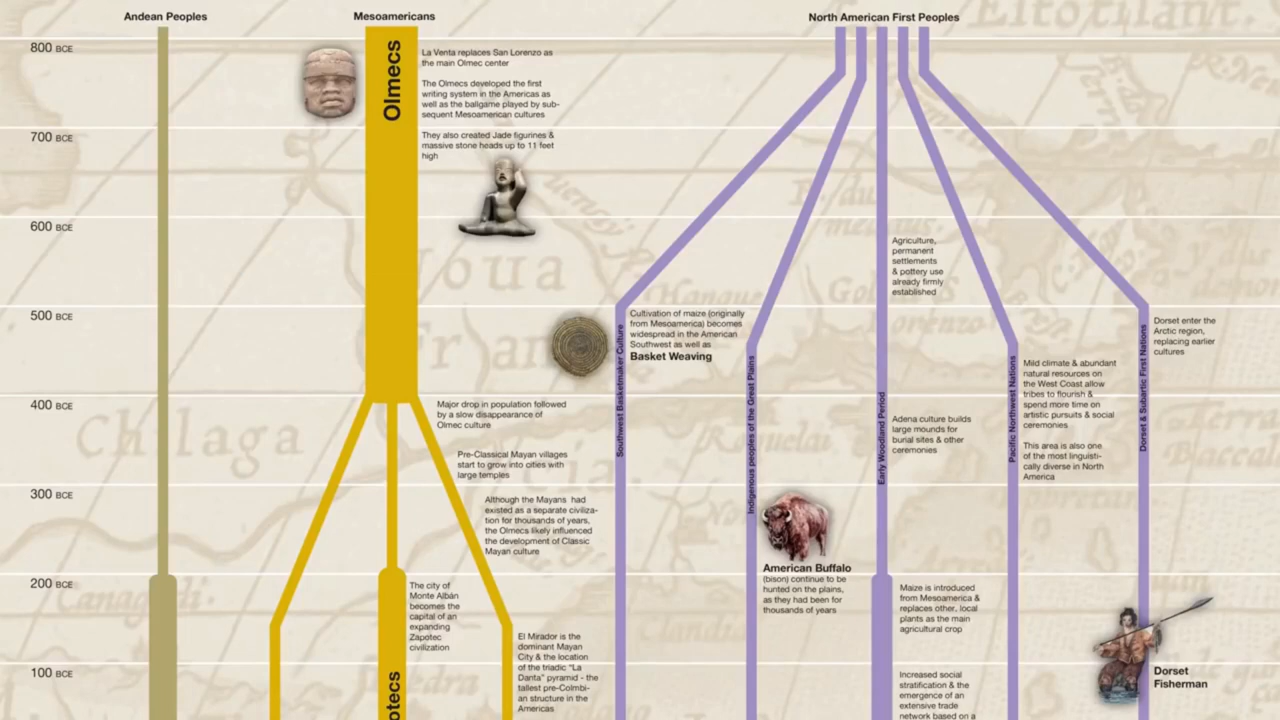 Andean Peoples
Mesoamericans
North American First Peoples
800 BCE
700 BCE
600 BCE
500 BCE
400 BCE
300 BCE
200 BCE
100 BCE
Olmecs
La Venta replaces San Lorenzo as
the main Olmec center
The Olmecs developed the first
writing system in the Americas as
well as the ballgame played by sub-
sequent Mesoamerican cultures
They also created Jade figurines &
massive stone heads up to 11 feet
high
Major drop in population followed
by a slow disappearance of
Olmec culture
Pre-Classical Mayan villages
start to grow into cities with
large temples
Although the Mayans had
existed as a separate civiliza-
tion for thousands of years,
the Olmecs likely influenced
the development of Classic
Mayan culture
The city of
Monte Albán
becomes the
capital of an
expanding
Zapotec
civilization
otecs
El Mirador is the
dominant Mayan
City & the location
of the triadic "La
Danta" pyramid - the
tallest pre-Colmbi-
an structure in the
Americas
Southwest Basketmaker Culture
Cultivation of maize (originally
from Mesoamerica) becomes
widespread in the American
Southwest as well as
Basket Weaving
Indigenous peoples of the Great Plains
American Buffalo
(bison) continue to be
hunted on the plains,
as they had been for
thousands of years
Early Woodland Period
Agriculture,
permanent
settlements
& pottery use
already firmly
established
Adena culture builds
large mounds for
burial sites & other
ceremonies
Maize is introduced
from Mesoamerica &
replaces other, local
plants as the main
agricultural crop
Increased social
stratification & the
emergence of an
extensive trade
network based on a
Pacific Northwest Nations
Mild climate & abundant
natural resources on
the West Coast allow
tribes to flourish &
spend more time on
artistic pursuits & social
ceremonies
This area is also one
of the most linguisti-
cally diverse in North
America
Dorset & Subartic First Nations
Dorset enter the
Arctic region,
replacing earlier
cultures
Dorset
Fisherman